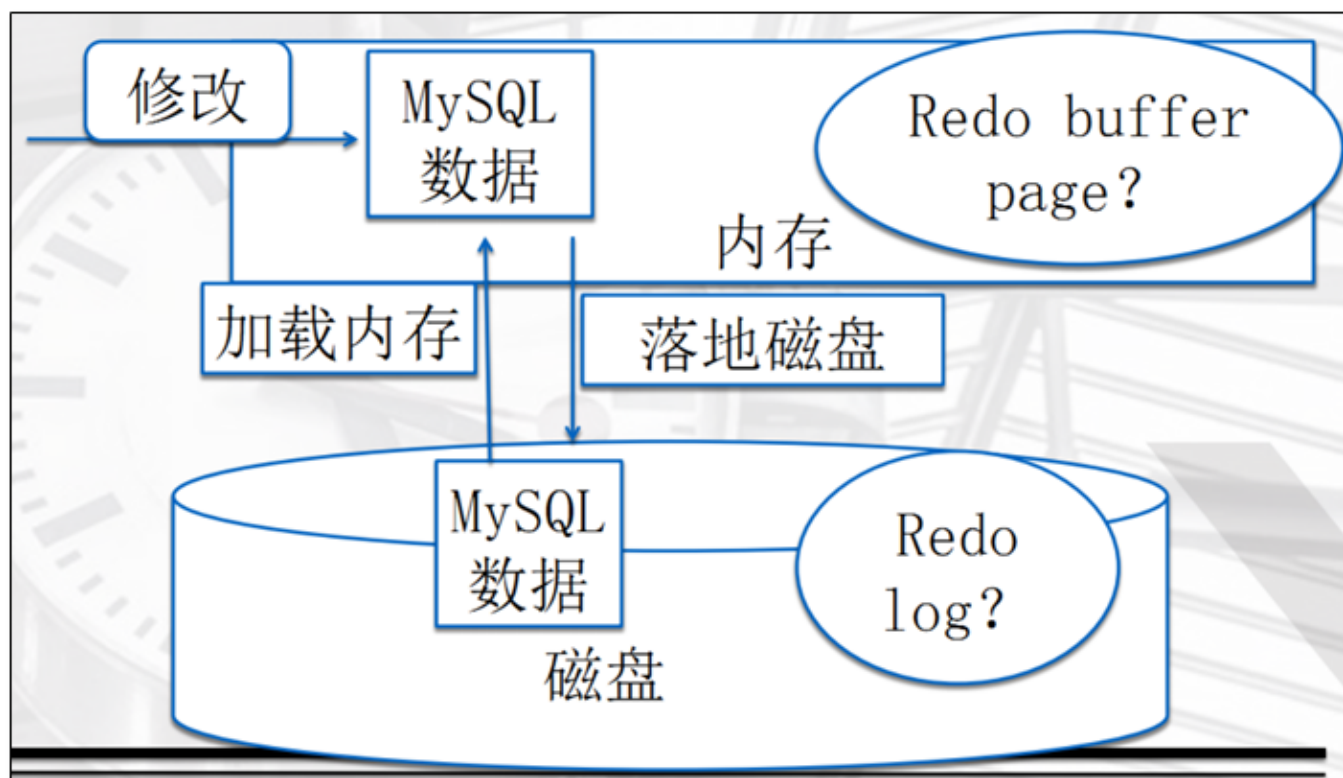 修改
MySQL
数据
Redo buffer
page?
内存
加载内存
落地磁盘
MySQL
数据
Redo
log?
磁盘